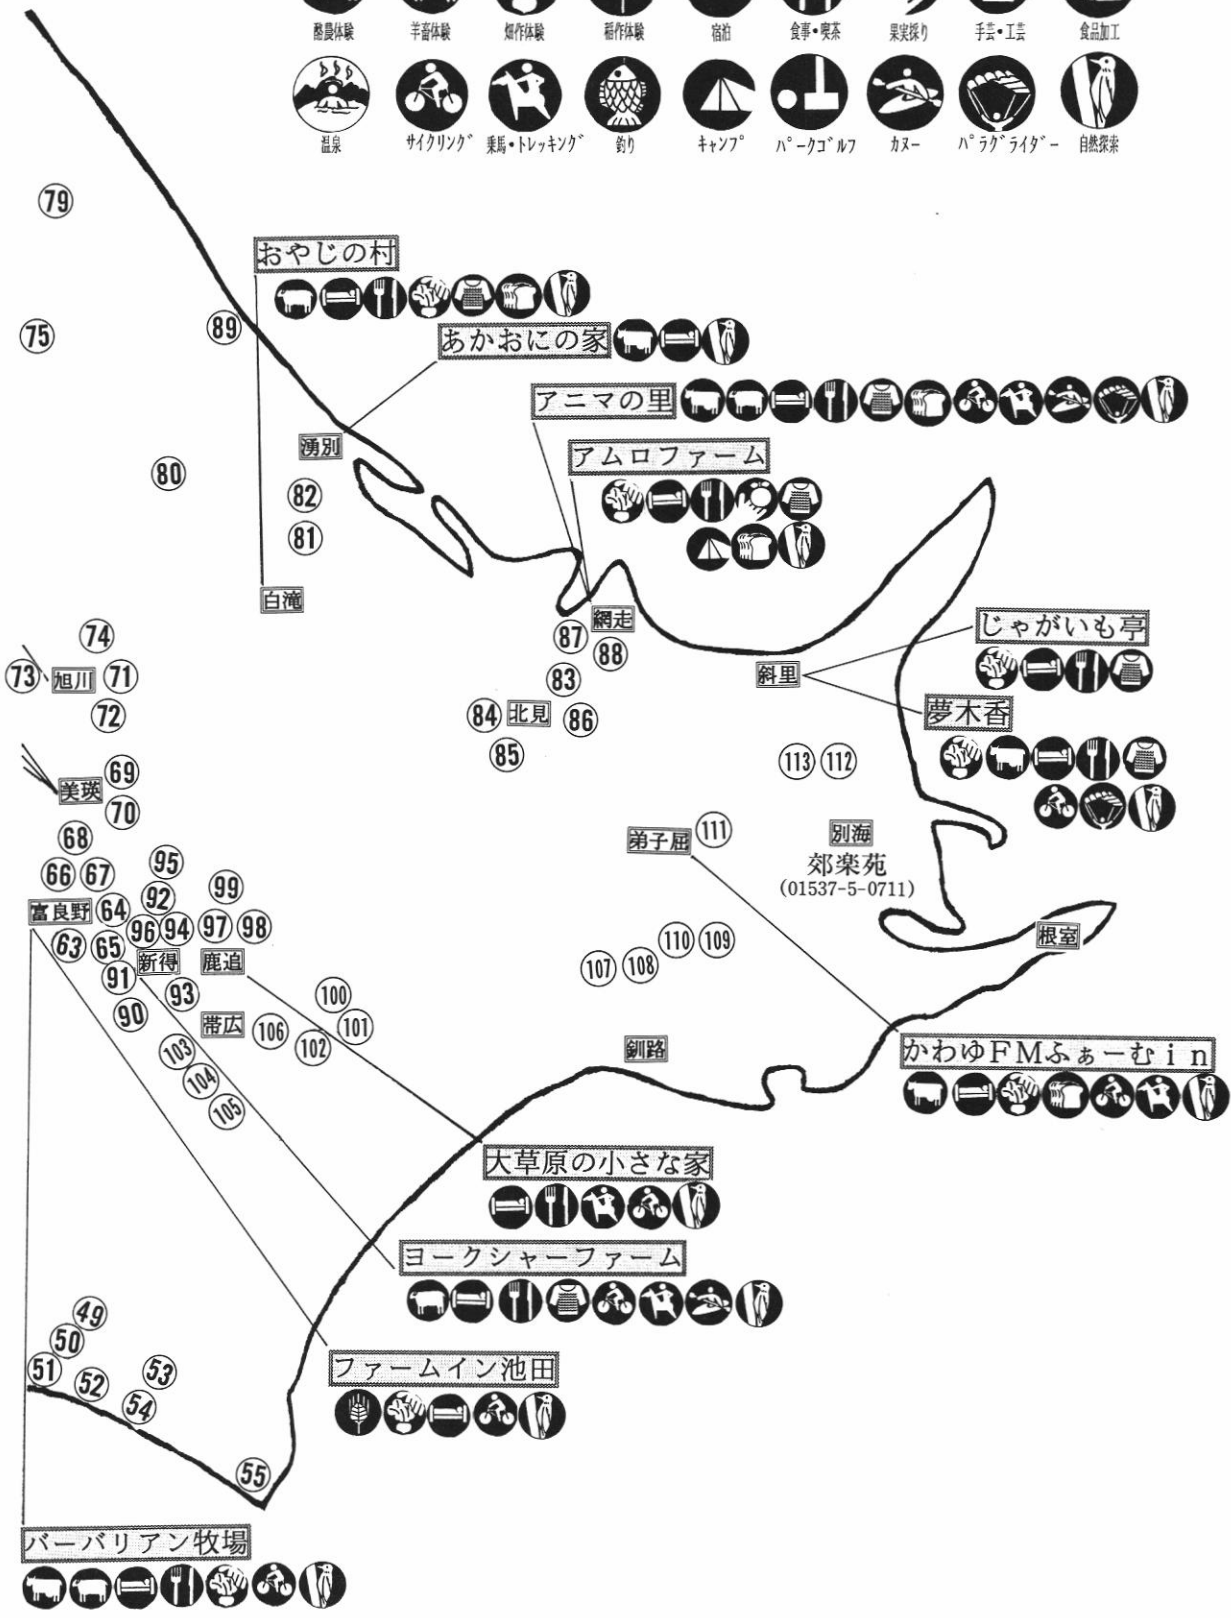 酪農体験 羊畜体験 畑作体験 稲作体験 宿泊 食事・喫茶 果実採り 手芸・工芸 食品加工
温泉 サイクリング 乗馬・トレッキング 釣り キャンプ パークゴルフ カヌー パラグライダー 自然探索
79
おやじの村
75
89
あかおにの家
アニマの里
湧別
アムロファーム
80
82
81
白滝
74
87
網走
88
じゃがいも亭
73
旭川
71
83
斜里
72
84
北見
86
夢木香
85
113
112
69
美瑛
70
68
弟子屈
111
別海
郊楽苑
(01537-5-0711)
66
67
95
99
富良野
64
92
63
65
96
94
97
98
110
109
根室
91
新得
鹿追
107
108
93
100
90
帯広
106
102
101
103
釧路
かわゆFMふぁーむin
104
105
大草原の小さな家
ヨークシャーファーム
49
50
51
52
53
54
ファームイン池田
55
バーバリアン牧場